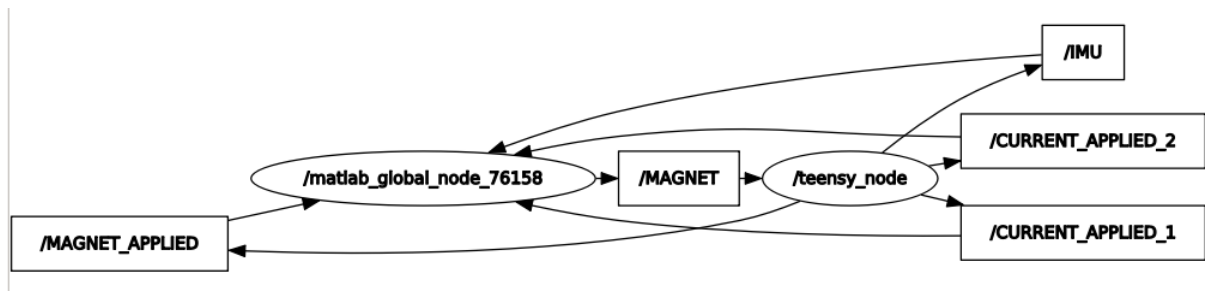 /IMU
/CURRENT_APPLIED_2
/matlab_global_node_76158
/MAGNET
/teensy_node
/MAGNET_APPLIED
/CURRENT_APPLIED_1